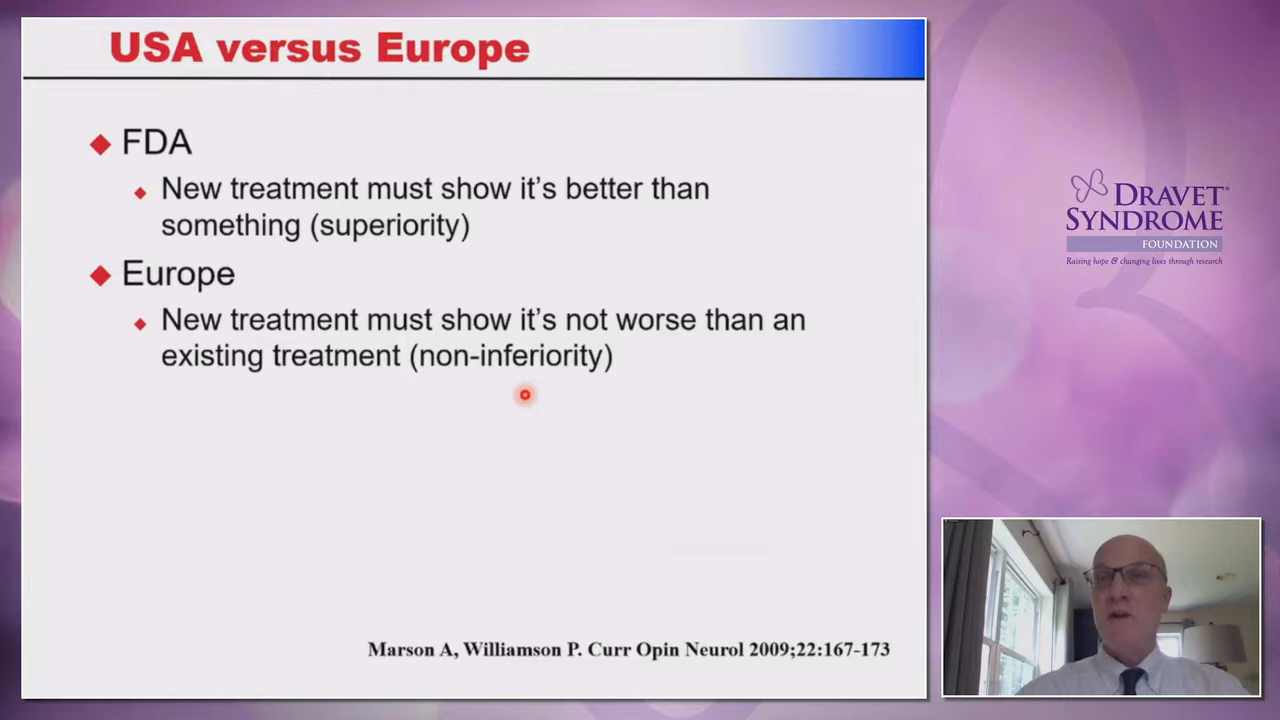 USA versus Europe
FDA
New treatment must show it's better than
something (superiority)
Europe
New treatment must show it's not worse than an
existing treatment (non-inferiority)
Marson A, Williamson P. Curr Opin Neurol 2009;22:167-173
DRAVET
SYNDROME
FOUNDATION
Raising hope & changing lives through research